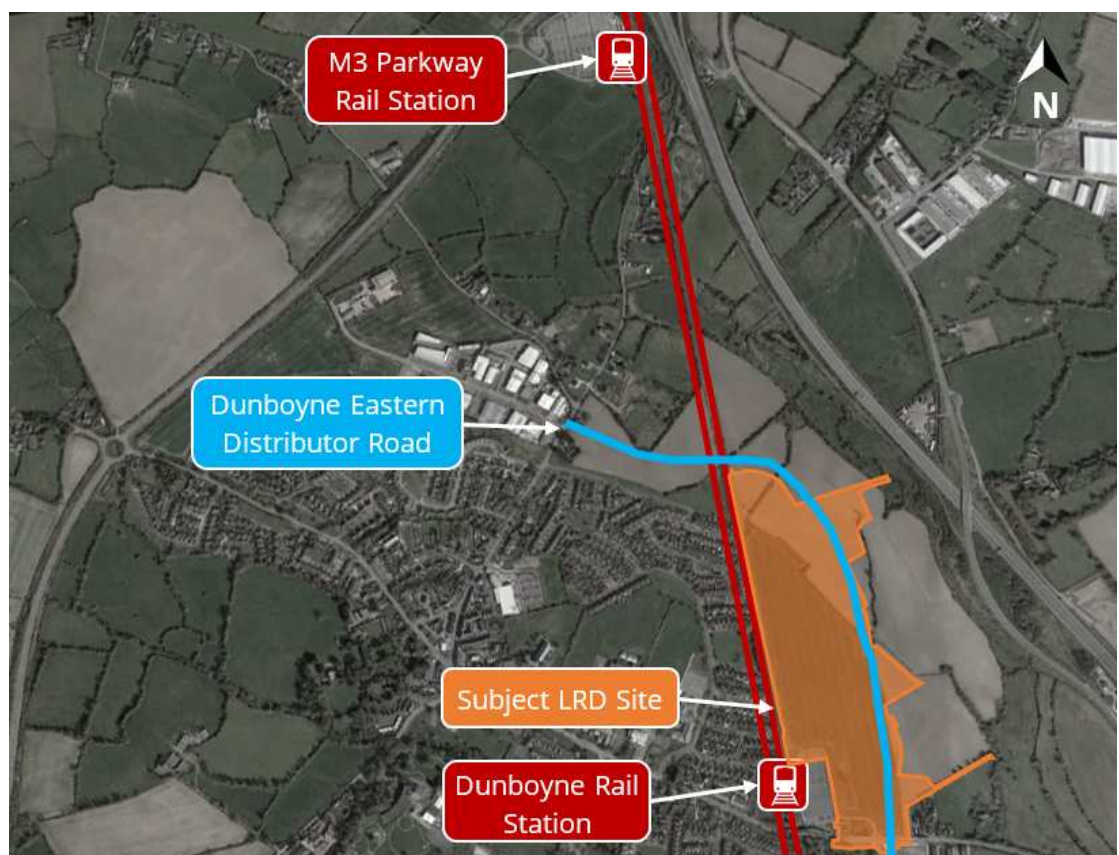 M3 Parkway
Rail Station
N
Dunboyne Eastern
Distributor Road
Subject LRD Site
Dunboyne Rail
Station